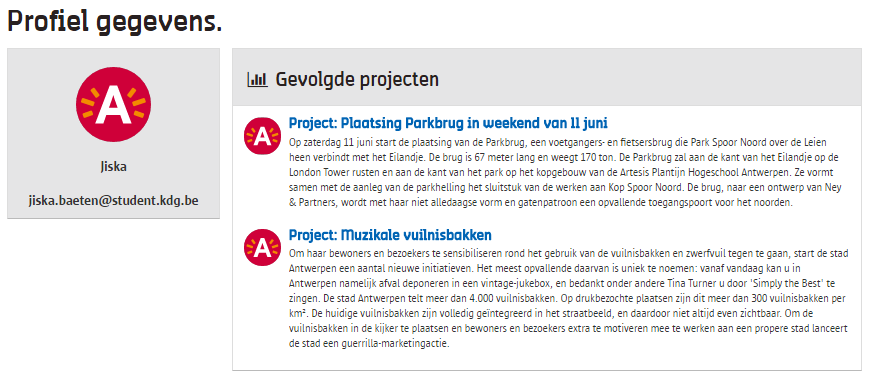 Profiel gegevens.
A
Jiska
jiska.baeten@student.kdg.be
Gevolgde projecten
A
Project: Plaatsing Parkbrug in weekend van 11 juni
Op zaterdag 11 juni start de plaatsing van de Parkbrug, een voetgangers- en fietsersbrug die Park Spoor Noord over de Leien
heen verbindt met het Eilandje. De brug is 67 meter lang en weegt 170 ton. De Parkbrug zal aan de kant van het Eilandje op de
London Tower rusten en aan de kant van het park op het kopgebouw van de Artesis Plantijn Hogeschool Antwerpen. Ze vormt
samen met de aanleg van de parkhelling het sluitstuk van de werken aan Kop Spoor Noord. De brug, naar een ontwerp van Ney
& Partners, wordt met haar niet alledaagse vorm en gatenpatroon een opvallende toegangspoort voor het noorden.
A
Project: Muzikale vuilnisbakken
Om haar bewoners en bezoekers te sensibiliseren rond het gebruik van de vuilnisbakken en zwerfvuil tegen te gaan, start de stad
Antwerpen een aantal nieuwe initiatieven. Het meest opvallende daarvan is uniek te noemen: vanaf vandaag kan u in
Antwerpen namelijk afval deponeren in een vintage-jukebox, en bedankt onder andere Tina Turner u door 'Simply the Best' te
zingen. De stad Antwerpen telt meer dan 4.000 vuilnisbakken. Op drukbezochte plaatsen zijn dit meer dan 300 vuilnisbakken per
km². De huidige vuilnisbakken zijn volledig geïntegreerd in het straatbeeld, en daardoor niet altijd even zichtbaar. Om de
vuilnisbakken in de kijker te plaatsen en bewoners en bezoekers extra te motiveren mee te werken aan een propere stad lanceert
de stad een guerrilla-marketingactie.